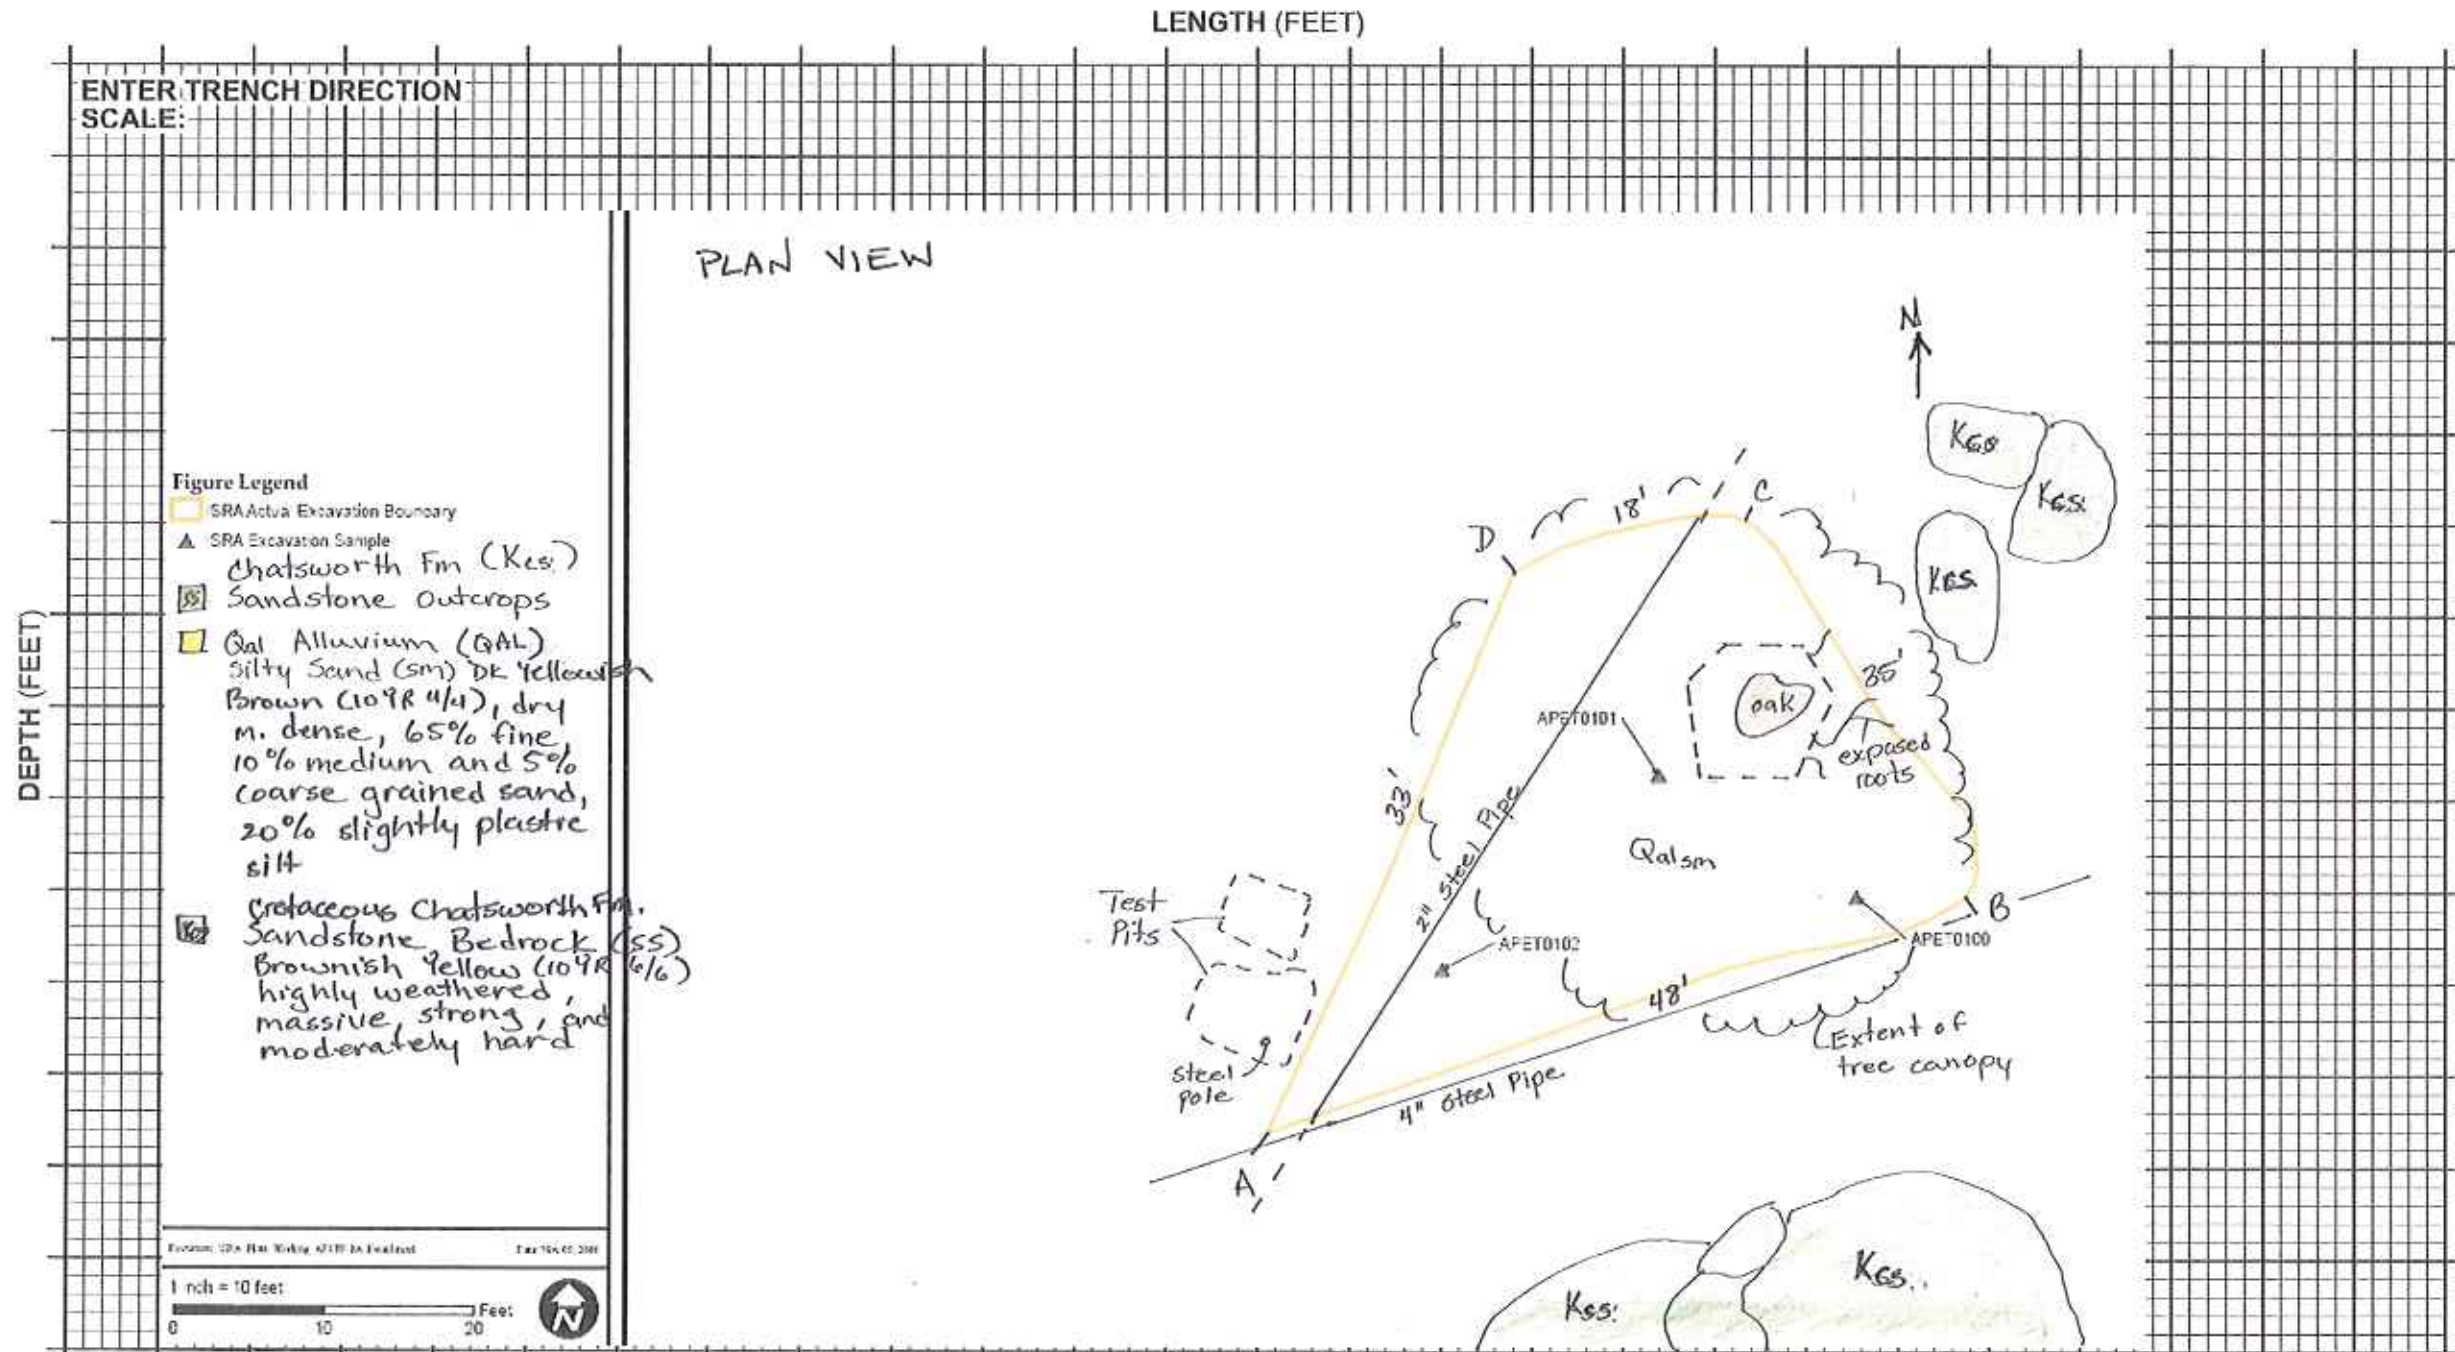 LENGTH (FEET)
ENTER TRENCH DIRECTION
SCALE:
DEPTH (FEET)
PLAN VIEW
N
Figure Legend
SRA Actual Excavation Boundary
SRA Excavation Sample
Chatsworth Fm (Kcs)
SS Sandstone Outcrops
Qal Alluvium (QAL)
Silty Sand (sm) DK Yellowish
Brown (10YR 4/4), dry
m. dense, 65% fine,
10% medium and 5%
coarse grained sand,
20% slightly plastic
silt
Cretaceous Chatsworth Fm.
Sandstone Bedrock (SS)
Brownish Yellow (10YR 6/6)
highly weathered,
massive, strong, and
moderately hard
1 inch = 10 feet
Feet
0 10 20
N
Kcs
Kcs
Kcs
C
18'
D
35'
oak
APET0101
exposed
roots
33'
2" Steel Pipe
Qalsm
Test
Pits
B
APET0102
APET0100
48'
Extent of
tree canopy
steel
pole
4" Steel Pipe
A
Kcs
Kss